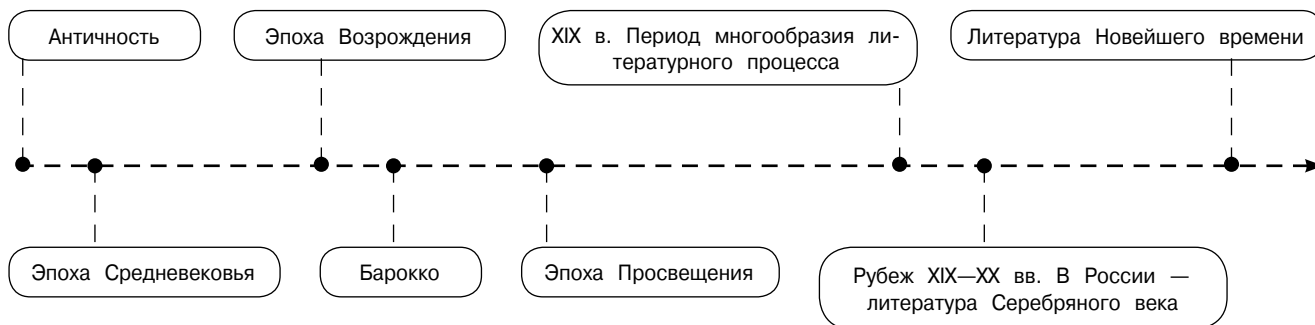 Античность
Эпоха Возрождения
XIX в. Период многообразия ли-
тературного процесса
Литература Новейшего времени
Эпоха Средневековья
Барокко
Эпоха Просвещения
Рубеж XIX—XX вв. В России —
литература Серебряного века